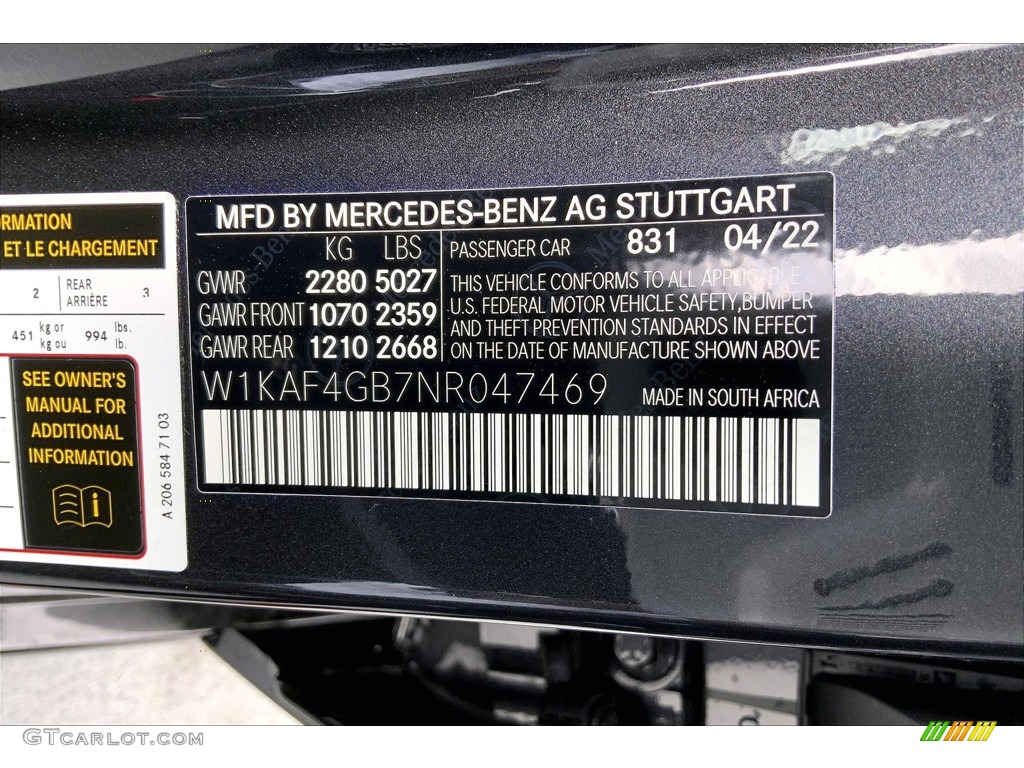 ORMATION
ET LE CHARGEMENT
2 REAR ARRIÈRE 3
451 kg or kg ou 994 lbs. lb.
SEE OWNER'S
MANUAL FOR
ADDITIONAL
INFORMATION
i
A 206 584 71 03
MFD BY MERCEDES-BENZ AG STUTTGART
KG LBS
GVWR 2280 5027
GAWR FRONT 1070 2359
GAWR REAR 1210 2668
PASSENGER CAR 831 04/22
THIS VEHICLE CONFORMS TO ALL APPLICABLE
U.S. FEDERAL MOTOR VEHICLE SAFETY,BUMPER
AND THEFT PREVENTION STANDARDS IN EFFECT
ON THE DATE OF MANUFACTURE SHOWN ABOVE
W1KAF4GB7NR047469
MADE IN SOUTH AFRICA
GTcarlot.com